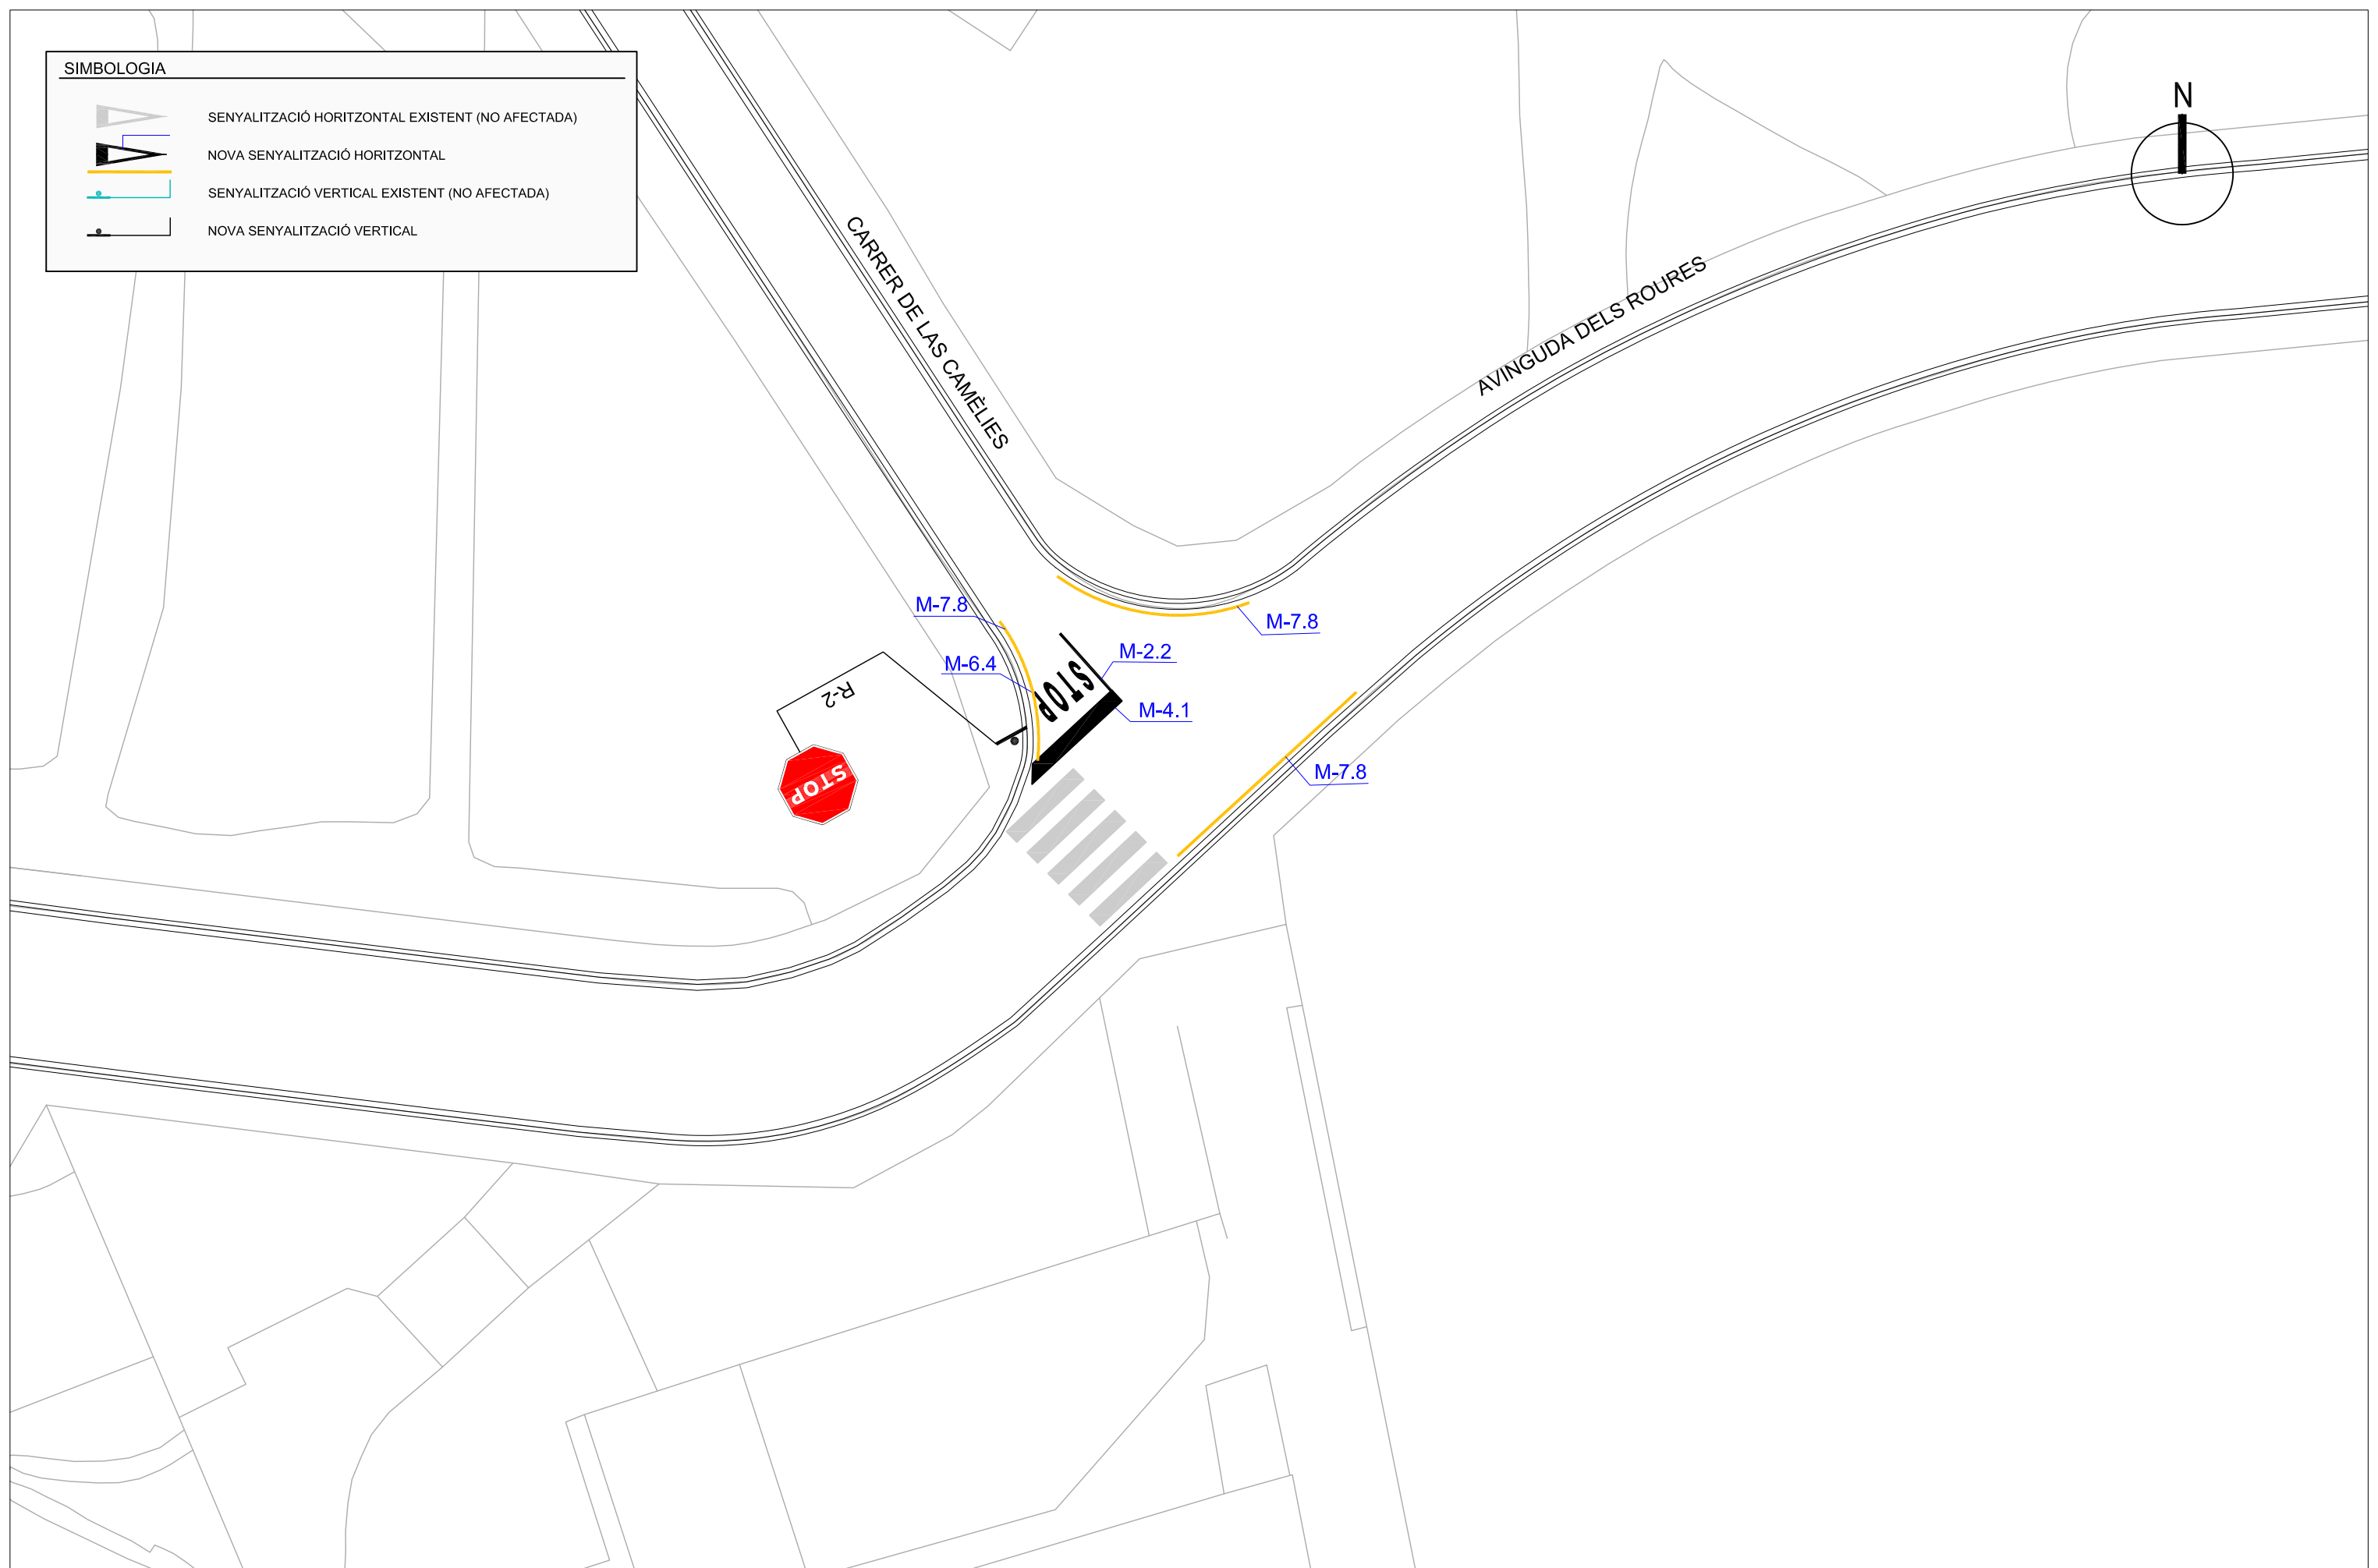 SIMBOLOGIA
SENYALITZACIÓ HORITZONTAL EXISTENT (NO AFECTADA)
NOVA SENYALITZACIÓ HORITZONTAL
SENYALITZACIÓ VERTICAL EXISTENT (NO AFECTADA)
NOVA SENYALITZACIÓ VERTICAL
N
CARRER DE LAS CAMÈLIES
AVINGUDA DELS ROURES
M-7.8
M-7.8
M-6.4
M-2.2
STOP
R-2
M-4.1
STOP
M-7.8